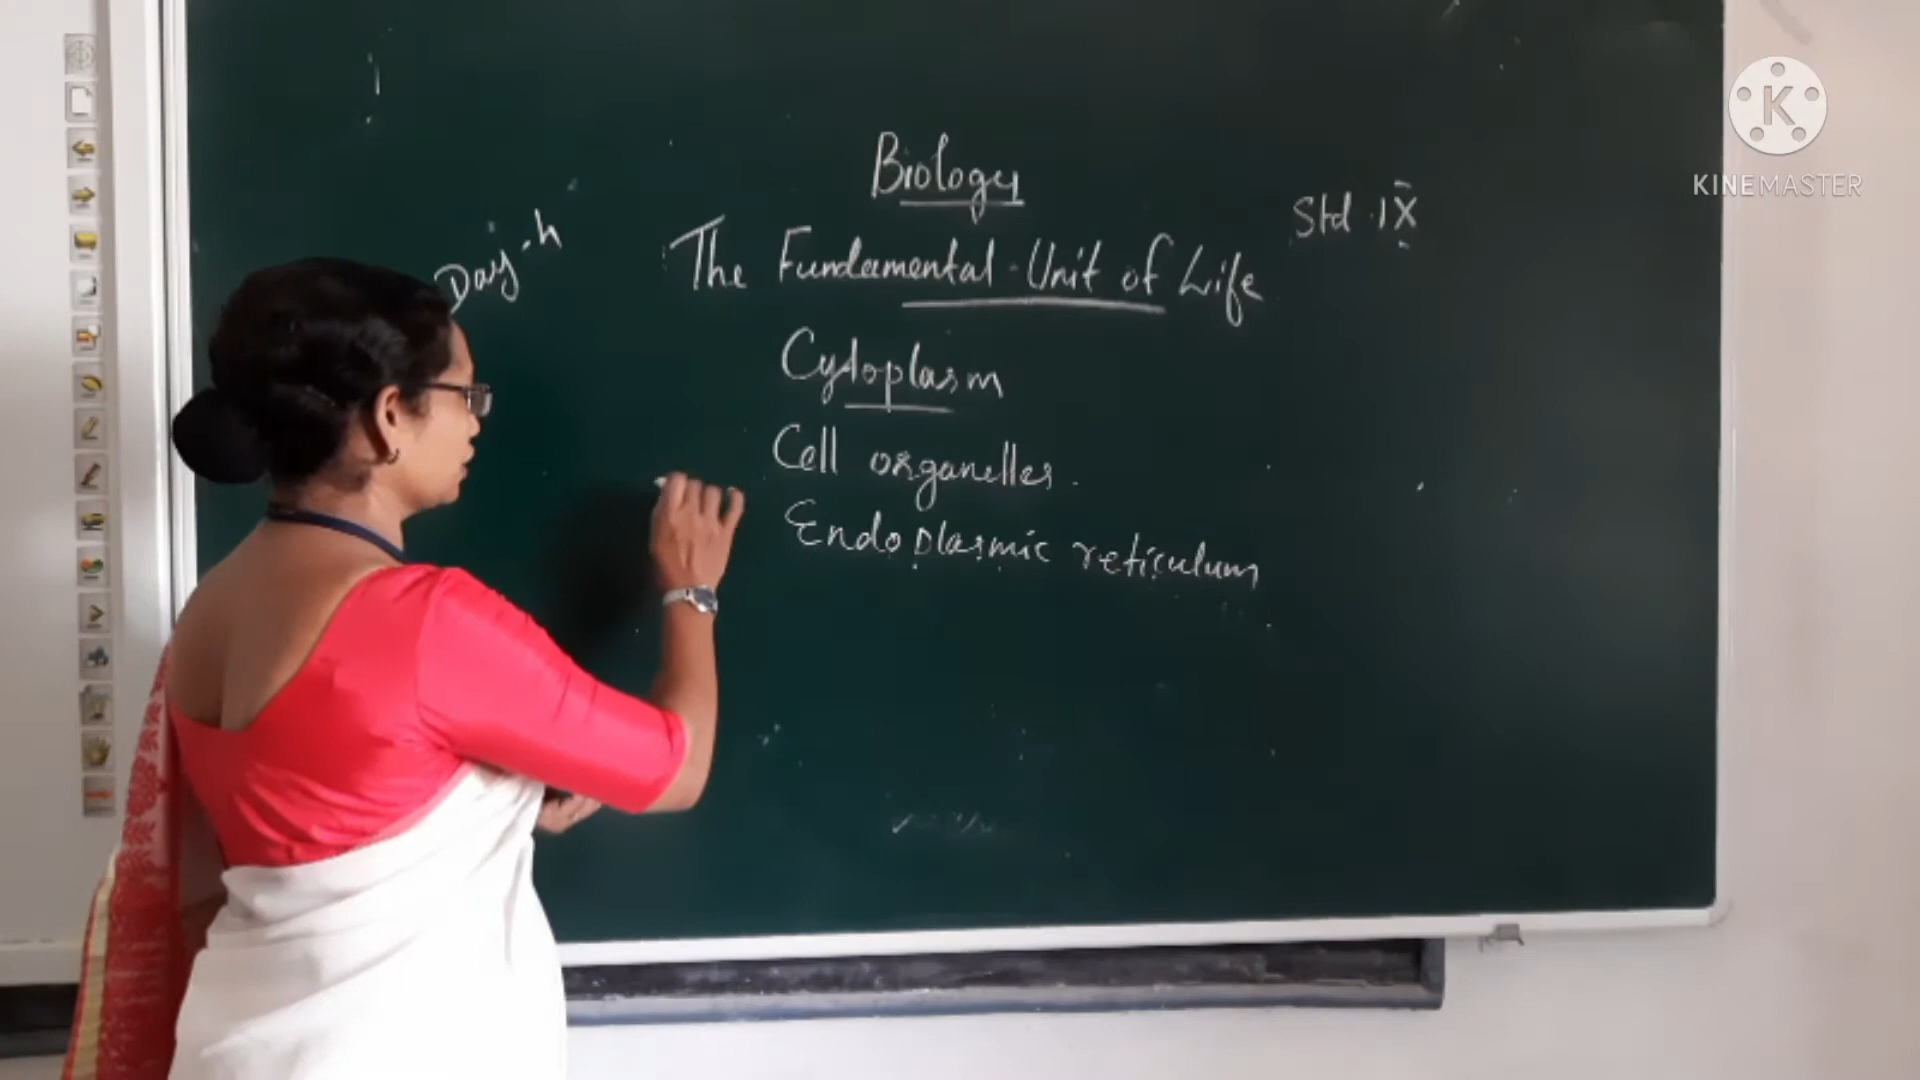 Biology
Std IX
Day-4
The Fundamental Unit of Life
Cytoplasm
Cell organelles.
Endoplasmic reticulum
KINEMASTER